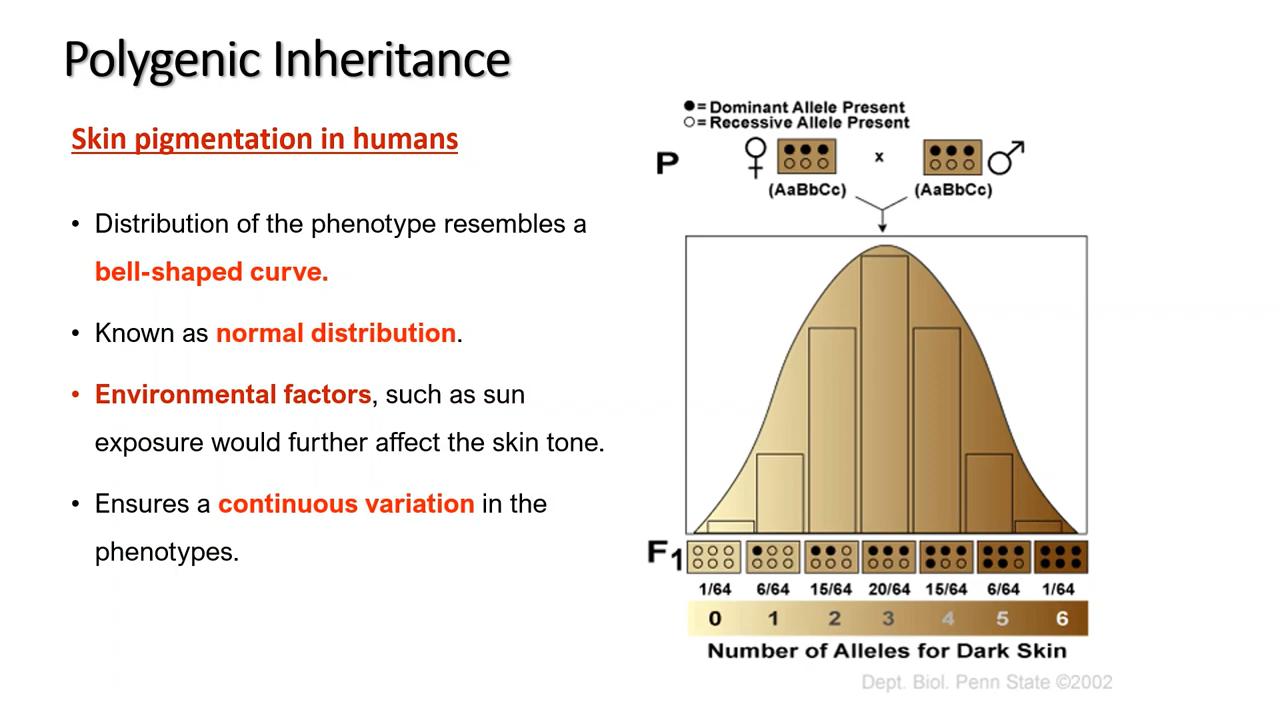 Polygenic Inheritance
Skin pigmentation in humans
• Distribution of the phenotype resembles a
bell-shaped curve.
• Known as normal distribution.
• Environmental factors, such as sun
exposure would further affect the skin tone.
• Ensures a continuous variation in the
phenotypes.
●= Dominant Allele Present
○= Recessive Allele Present
P ♀ x ♂
(AaBbCc) (AaBbCc)
F1
1/64 6/64 15/64 20/64 15/64 6/64 1/64
0 1 2 3 4 5 6
Number of Alleles for Dark Skin
Dept. Biol. Penn State ©2002